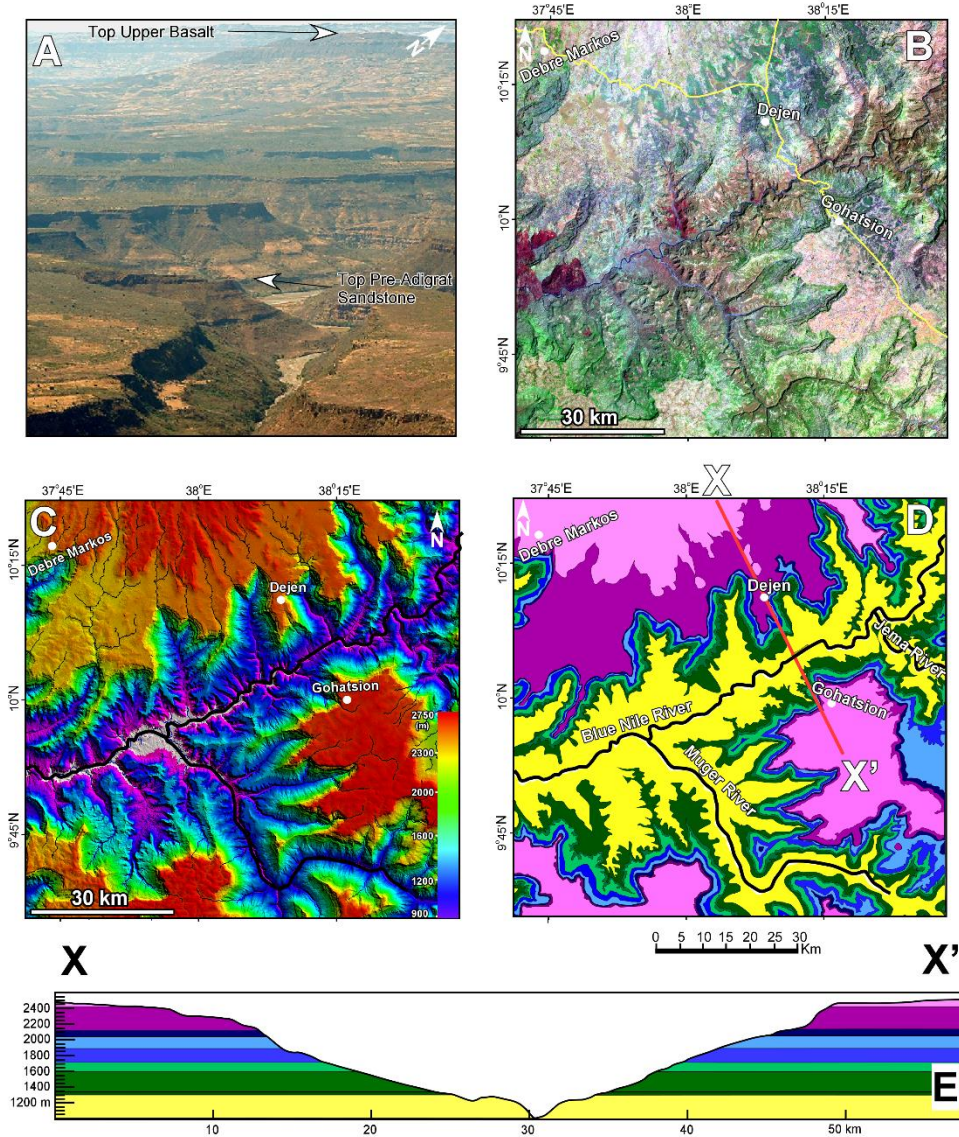 A
Top Upper Basalt
N
Top Pre-Adigrat
Sandstone
37°45'E
38°E
38°15'E
B
N
Debre Markos
10°15'N
Dejen
10°N
Gohatsion
9°45'N
30 km
37°45'E
38°E
38°15'E
C
N
Debre Markos
10°15'N
Dejen
10°N
Gohatsion
2750
(m)
2300
2000
1600
1200
900
9°45'N
30 km
37°45'E
38°E
X
38°15'E
D
N
Debre Markos
10°15'N
Dejen
Jema River
10°N
Gohatsion
Blue Nile River
X'
Muger River
9°45'N
0 5 10 15 20 25 30
Km
X
X'
2400
2200
2000
1800
1600
1400
1200 m
E
10
20
30
40
50 km